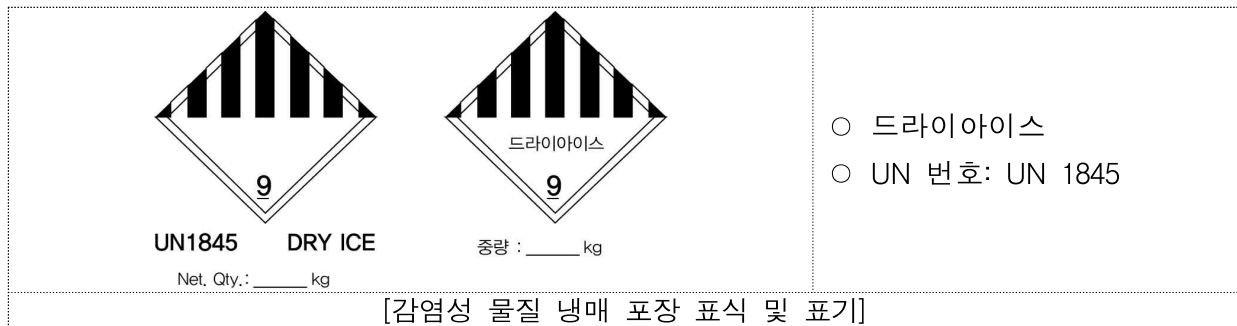 드라이아이스
9
9
UN1845 DRY ICE
중량 : ______ kg
Net. Qty.: ______ kg
○ 드라이아이스
○ UN 번호: UN 1845
[감염성 물질 냉매 포장 표식 및 표기]